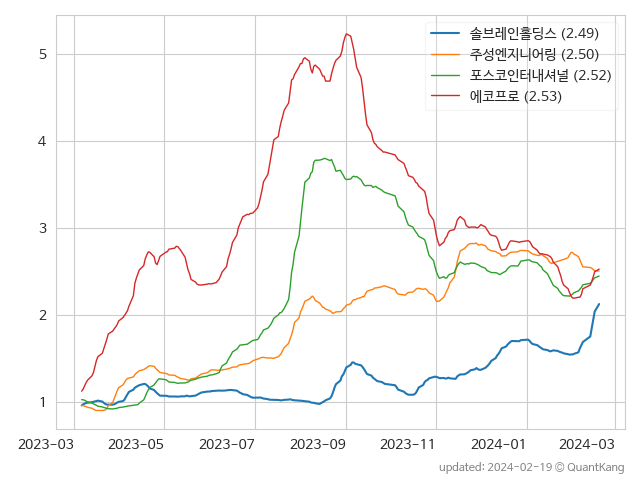 솔브레인홀딩스 (2.49)
주성엔지니어링 (2.50)
포스코인터내셔널 (2.52)
에코프로 (2.53)
5
4
3
2
1
2023-03 2023-05 2023-07 2023-09 2023-11 2024-01 2024-03
updated: 2024-02-19 © QuantKang